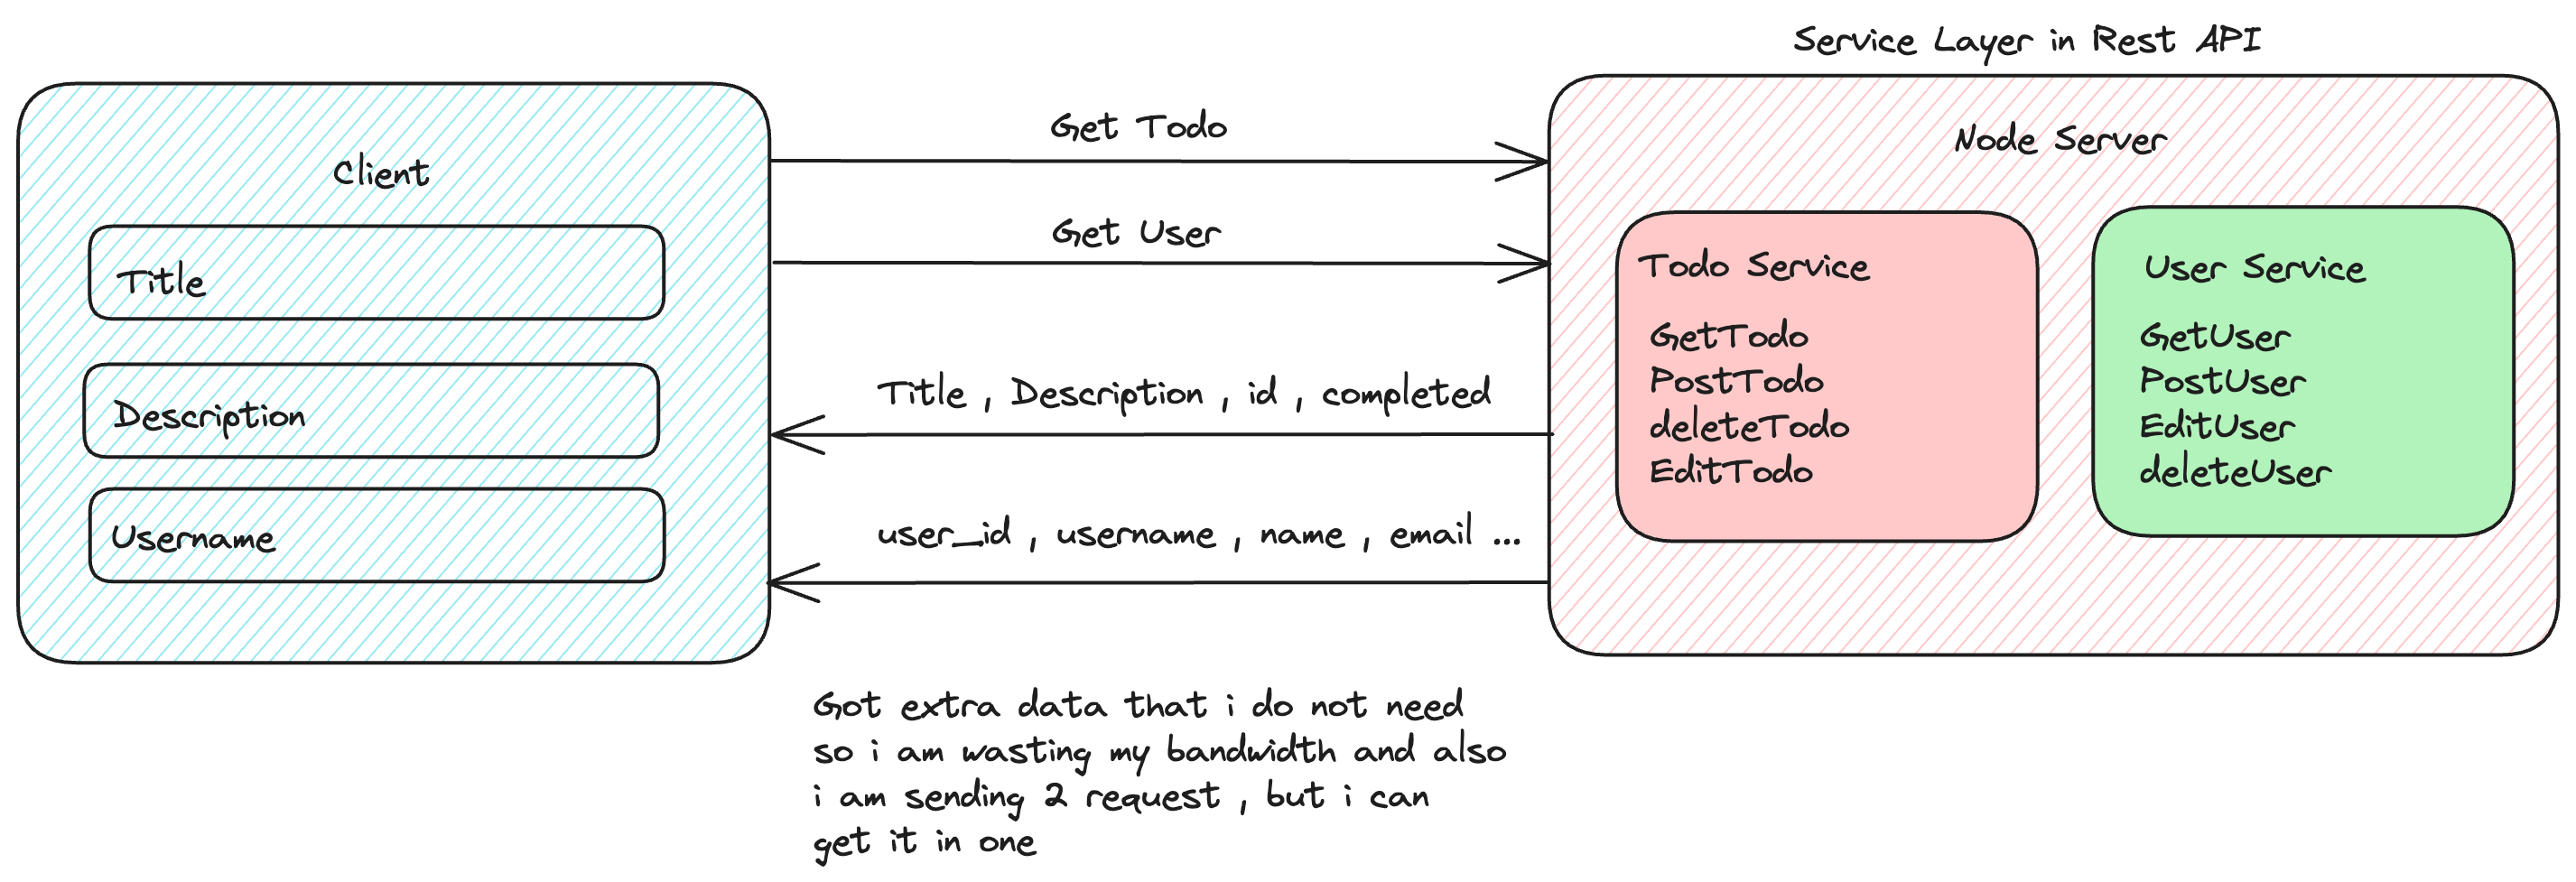 Service Layer in Rest API
Client
Title
Description
Username
Get Todo
Get User
Title , Description , id , completed
user_id , username , name , email ...
Node Server
Todo Service
GetTodo
PostTodo
deleteTodo
EditTodo
User Service
GetUser
PostUser
EditUser
deleteUser
Got extra data that i do not need
so i am wasting my bandwidth and also
i am sending 2 request , but i can
get it in one